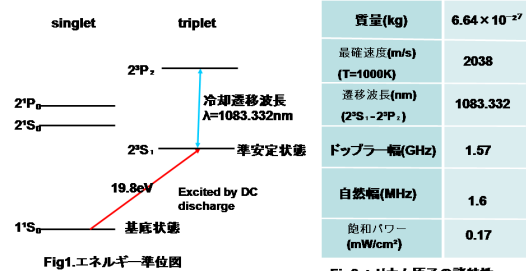 singlet triplet
2³P₂
冷却遷移波長
λ=1083.332nm
2¹P₀
2¹S₀
2³S₁ 準安定状態
19.8eV
Excited by DC
discharge
1¹S₀ 基底状態
Fig1.エネルギー準位図
質量(kg) 6.64×10⁻²⁷
最確速度(m/s)
(T=1000K) 2038
遷移波長(nm)
(2³S₁-2³P₂) 1083.332
ドップラー幅(GHz) 1.57
自然幅(MHz) 1.6
飽和パワー
(mW/cm²) 0.17